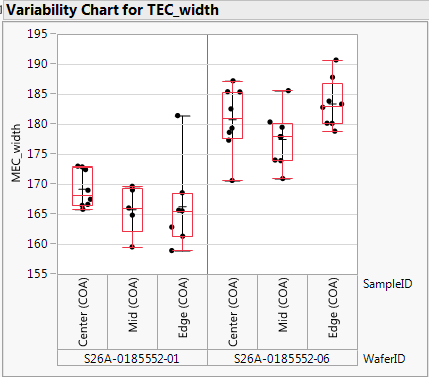 Variability Chart for TEC_width
195
190
185
180
175
170
165
160
155
MEC_width
Center (COA)
Mid (COA)
Edge (COA)
Center (COA)
Mid (COA)
Edge (COA)
SampleID
S26A-0185552-01
S26A-0185552-06
WaferID